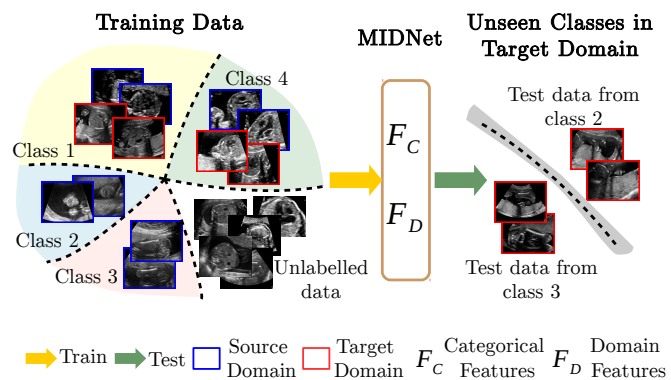 Training Data
MIDNet
Unseen Classes in
Target Domain
Class 4
Class 1
Class 2
Class 3
Unlabelled
data
F_C
F_D
Test data from
class 2
Test data from
class 3
Train
Test
Source
Domain
Target
Domain
F_C Categorical
Features
F_D Domain
Features